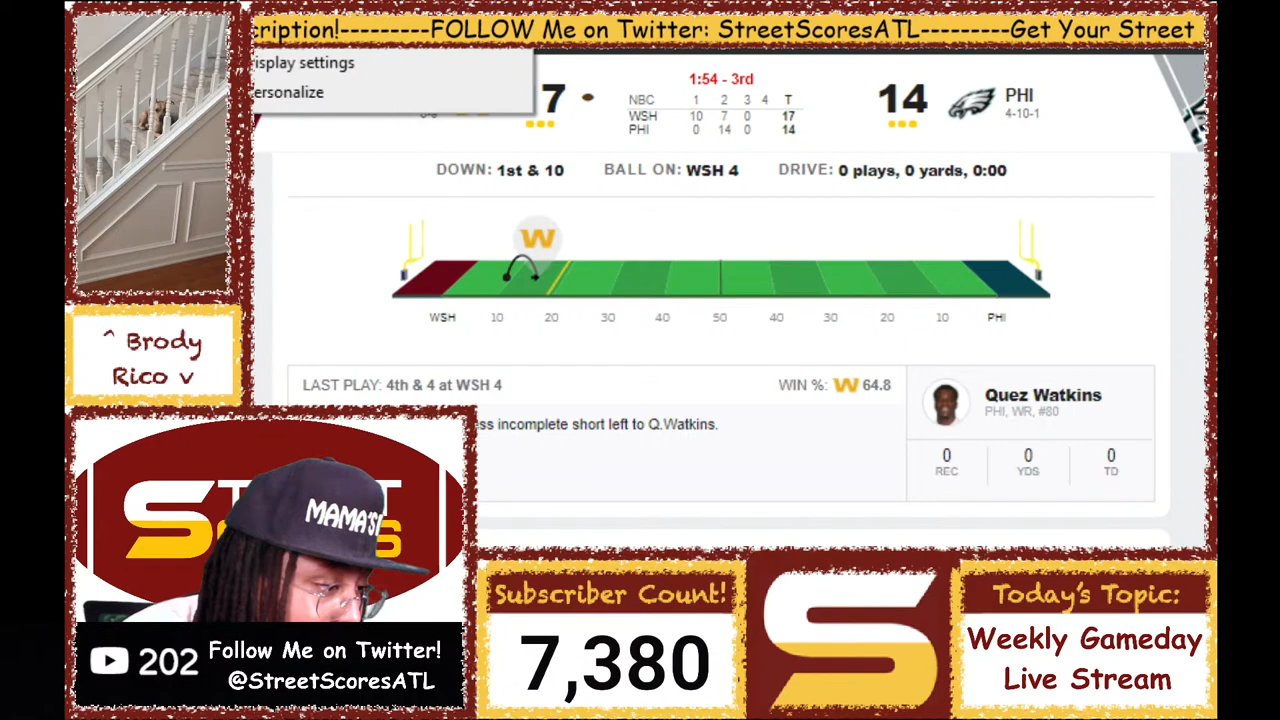 cription!---------FOLLOW Me on Twitter: StreetScoresATL---------Get Your Street
isplay settings
ersonalize
7
1:54 - 3rd
NBC 1 2 3 4 T
WSH 10 7 0 17
PHI 0 14 0 14
14
PHI
4-10-1
DOWN: 1st & 10
BALL ON: WSH 4
DRIVE: 0 plays, 0 yards, 0:00
W
WSH 10 20 30 40 50 40 30 20 10 PHI
^ Brody
Rico v
LAST PLAY: 4th & 4 at WSH 4
WIN %: W 64.8
ss incomplete short left to Q.Watkins.
Quez Watkins
PHI, WR, #80
0 0 0
REC YDS TD
MAMA'S
202
Follow Me on Twitter!
@StreetScoresATL
Subscriber Count!
7,380
S
Today's Topic:
Weekly Gameday
Live Stream